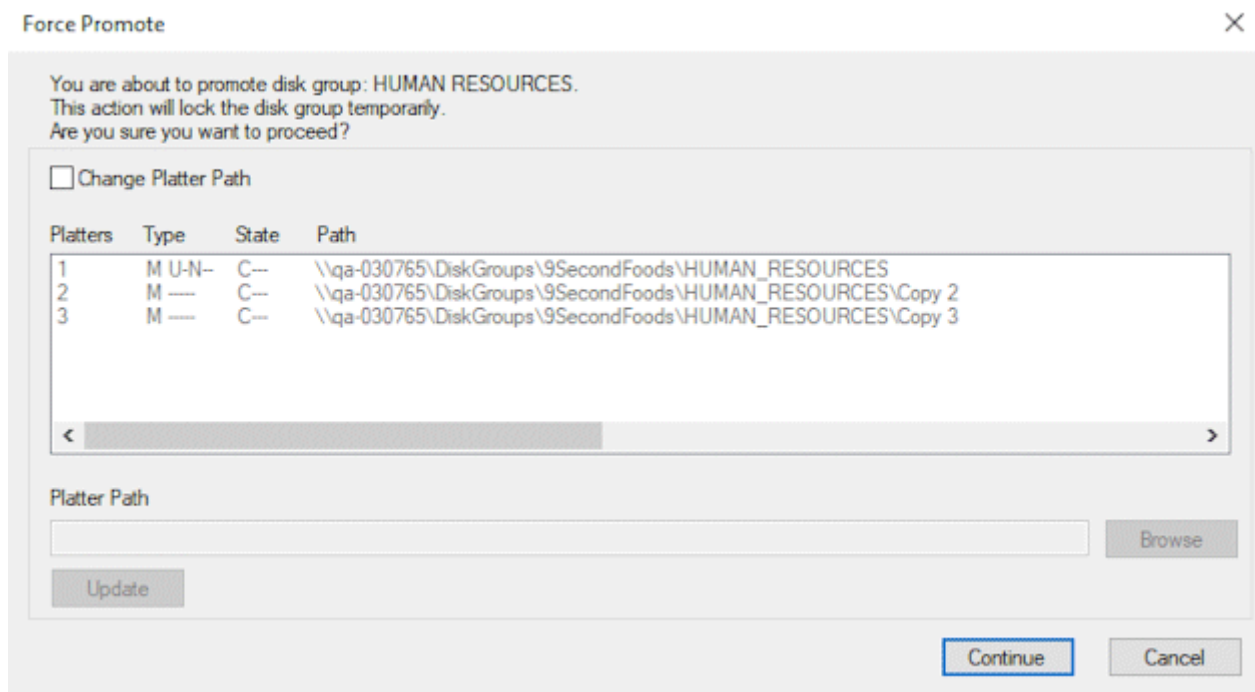 Force Promote
You are about to promote disk group: HUMAN RESOURCES.
This action will lock the disk group temporarily.
Are you sure you want to proceed?
Change Platter Path
Platters Type State Path
1 M U-N-- C--- \\qa-030765\DiskGroups\9SecondFoods\HUMAN_RESOURCES
2 M ----- C--- \\qa-030765\DiskGroups\9SecondFoods\HUMAN_RESOURCES\Copy 2
3 M ----- C--- \\qa-030765\DiskGroups\9SecondFoods\HUMAN_RESOURCES\Copy 3
Platter Path
Browse
Update
Continue Cancel